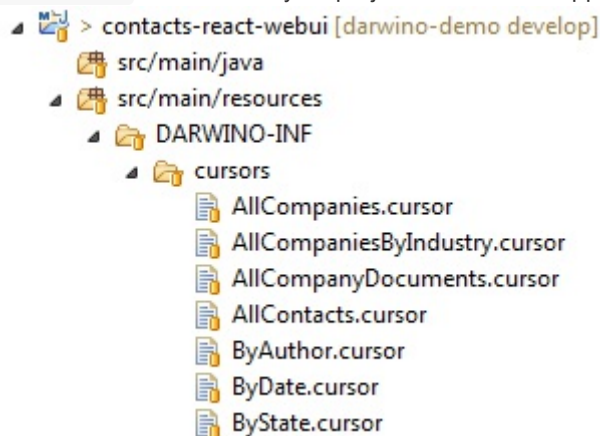 > contacts-react-webui [darwino-demo develop]
src/main/java
src/main/resources
DARWINO-INF
cursors
AllCompanies.cursor
AllCompaniesByIndustry.cursor
AllCompanyDocuments.cursor
AllContacts.cursor
ByAuthor.cursor
ByDate.cursor
ByState.cursor